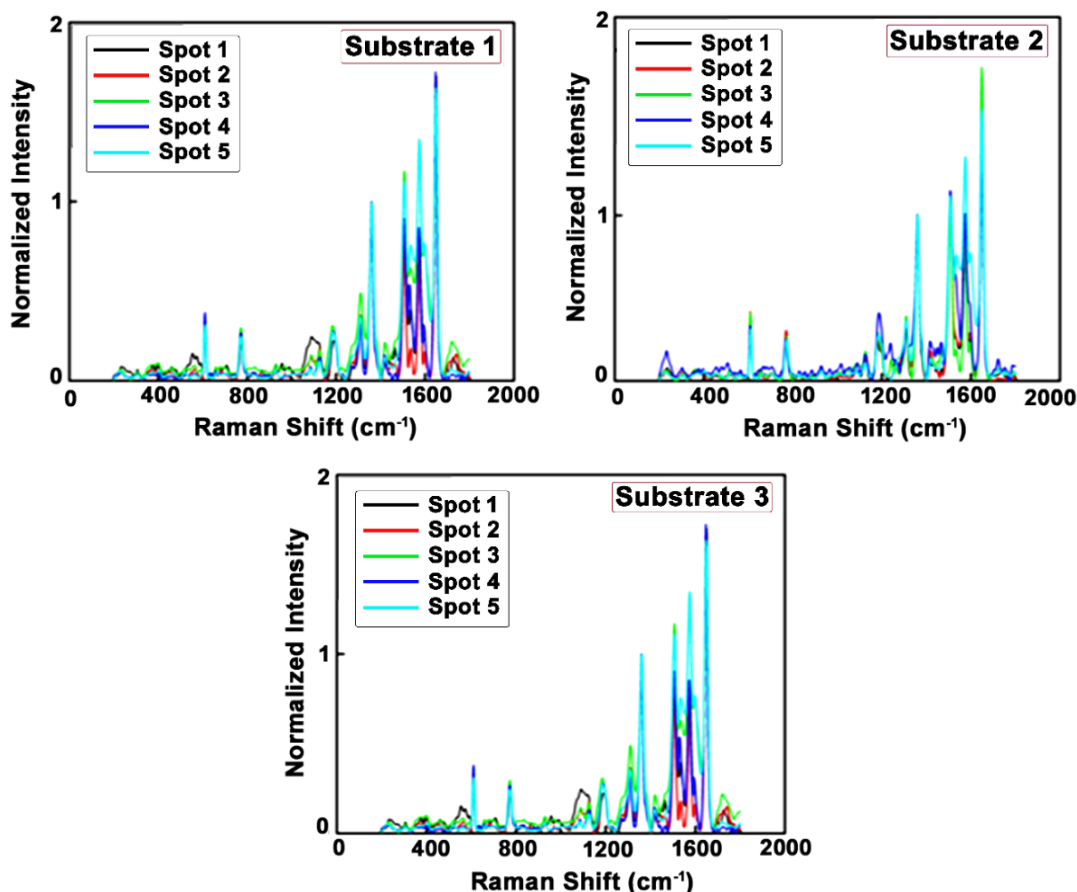 Substrate 1
Spot 1
Spot 2
Spot 3
Spot 4
Spot 5
Normalized Intensity
2
1
0
0
400
800
1200
1600
2000
Raman Shift (cm⁻¹)
Substrate 2
Spot 1
Spot 2
Spot 3
Spot 4
Spot 5
Normalized Intensity
2
1
0
0
400
800
1200
1600
2000
Raman Shift (cm⁻¹)
Substrate 3
Spot 1
Spot 2
Spot 3
Spot 4
Spot 5
Normalized Intensity
2
1
0
0
400
800
1200
1600
2000
Raman Shift (cm⁻¹)